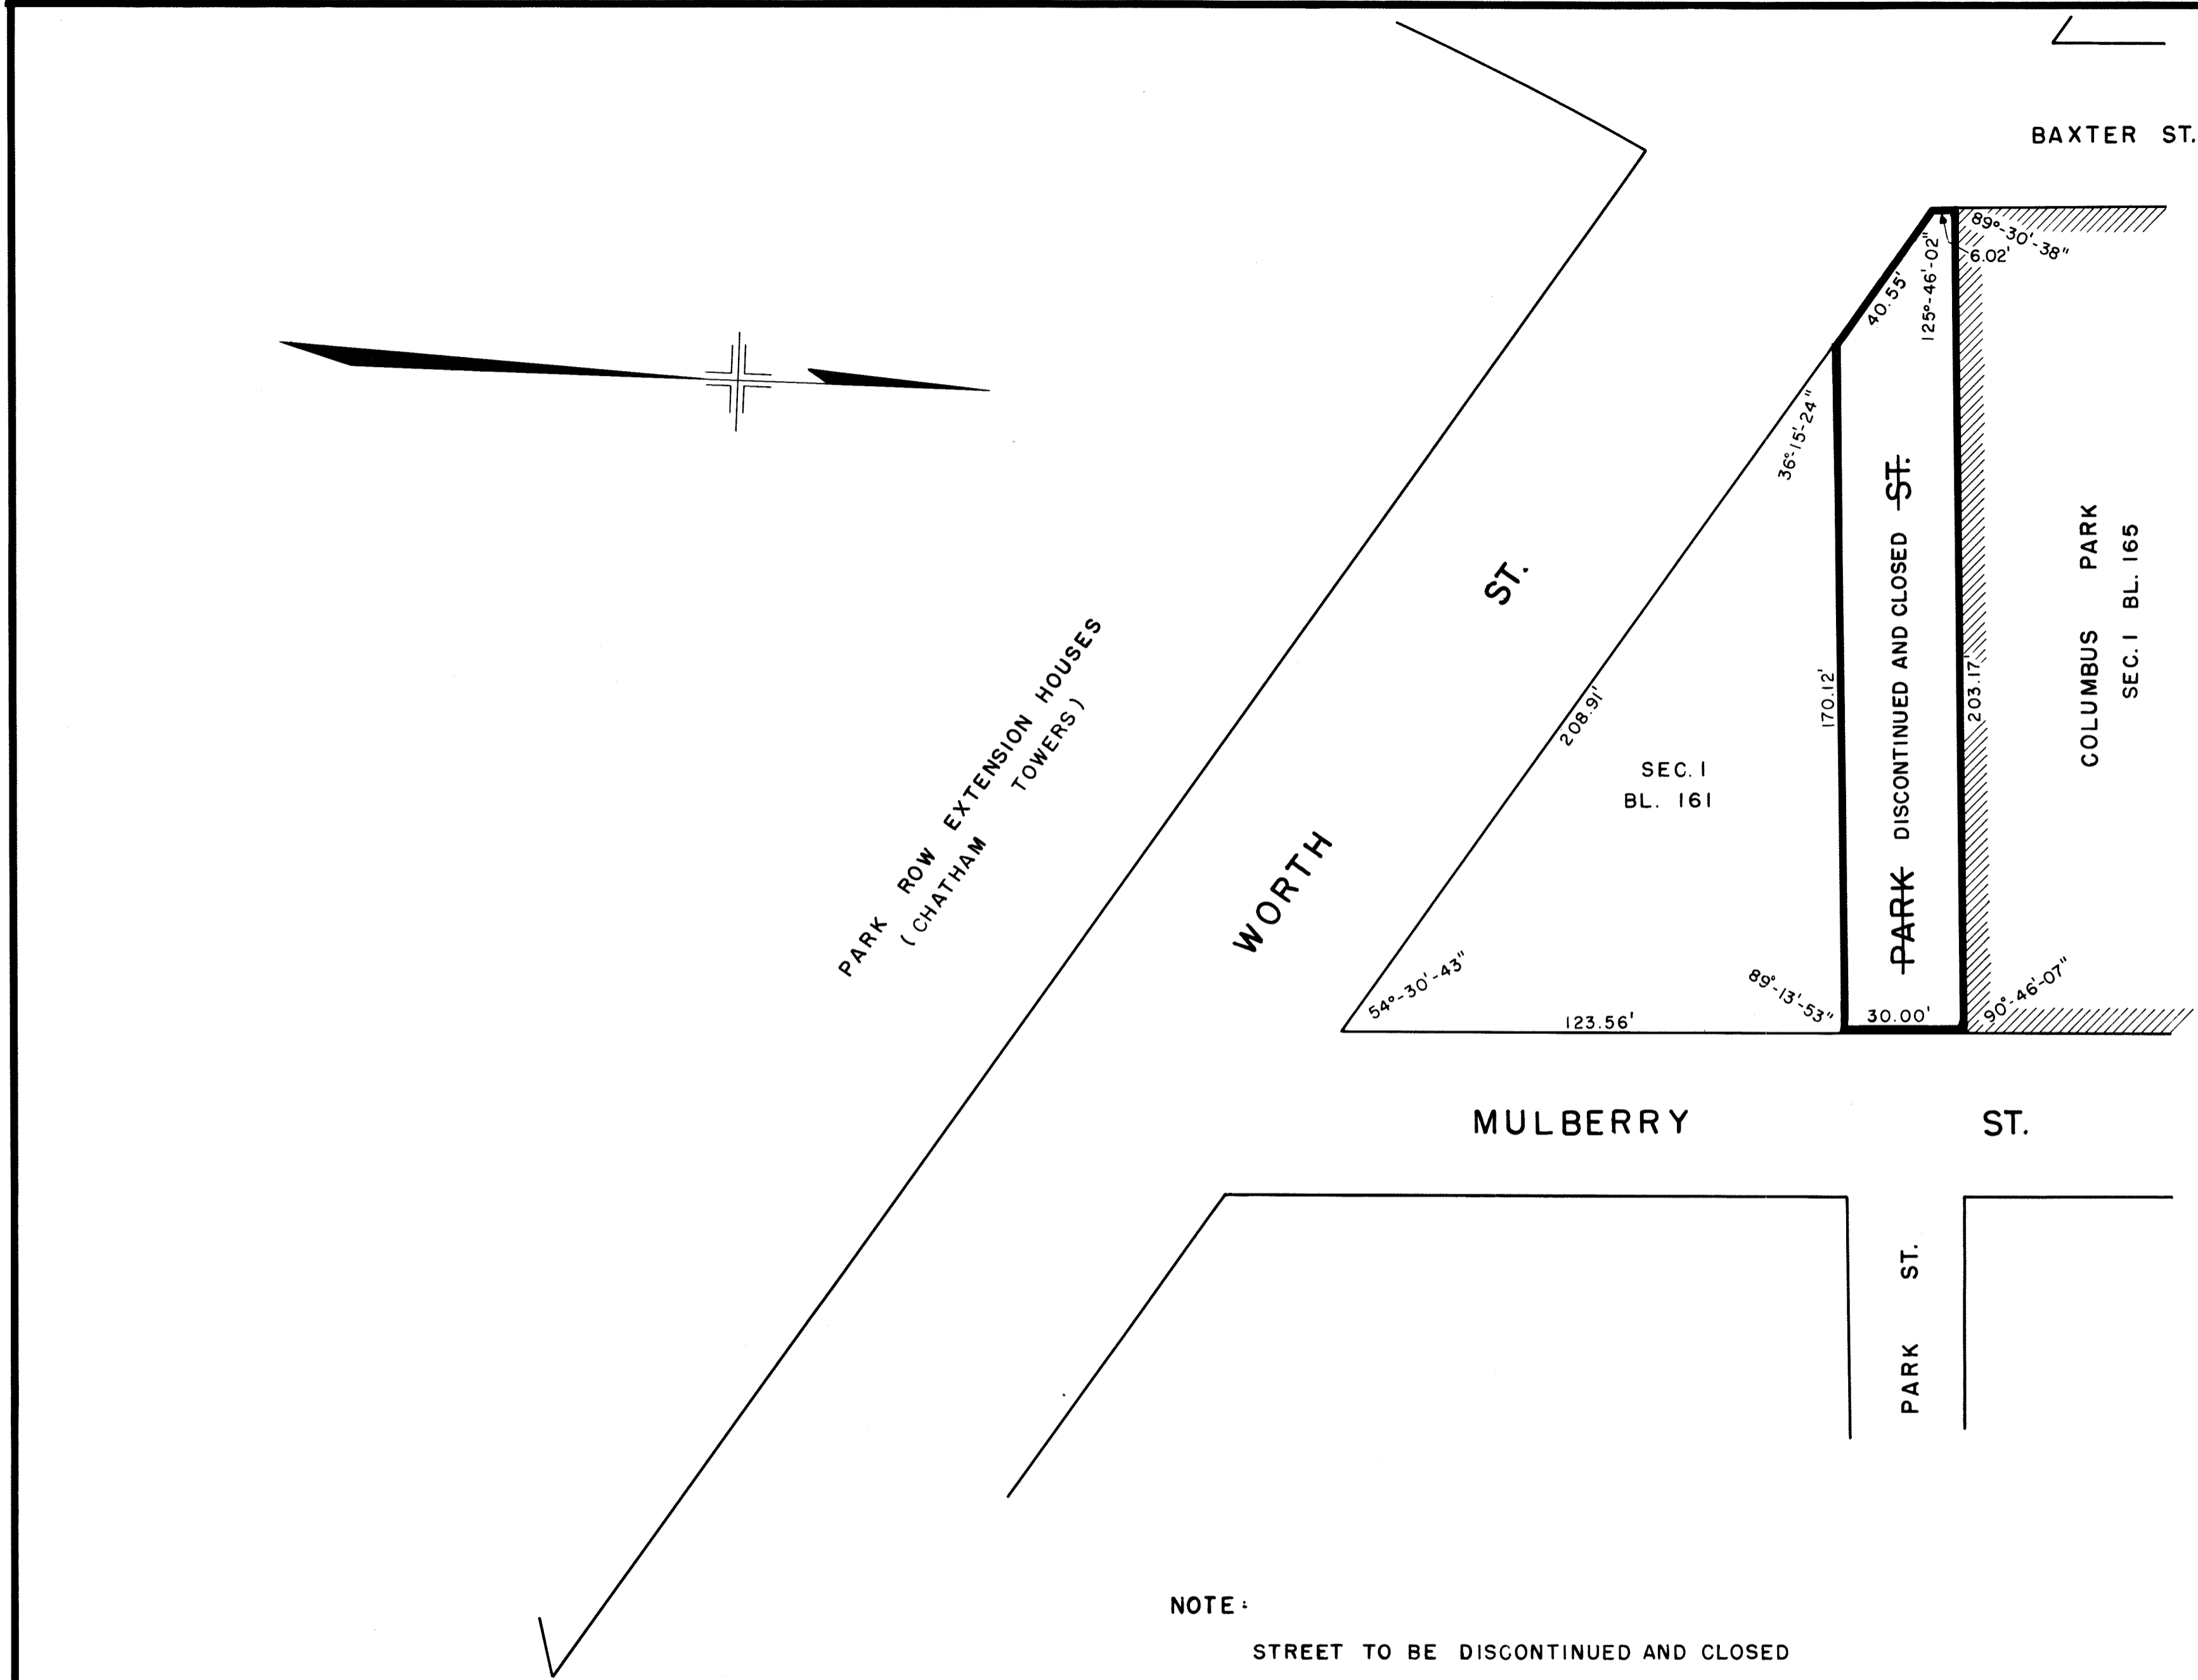 BAXTER ST.
89°-30'-38"
6.02'
125°-46'-02"
40.55'
36°-15'-24"
PARK DISCONTINUED AND CLOSED ST.
COLUMBUS PARK
SEC. 1 BL. 165
203.17'
170.12'
208.91'
WORTH ST.
PARK ROW EXTENSION HOUSES
(CHATHAM TOWERS)
SEC. 1
BL. 161
54°-30'-43"
89°-13'-53"
90°-46'-07"
123.56'
30.00'
MULBERRY ST.
PARK ST.
NOTE:
STREET TO BE DISCONTINUED AND CLOSED